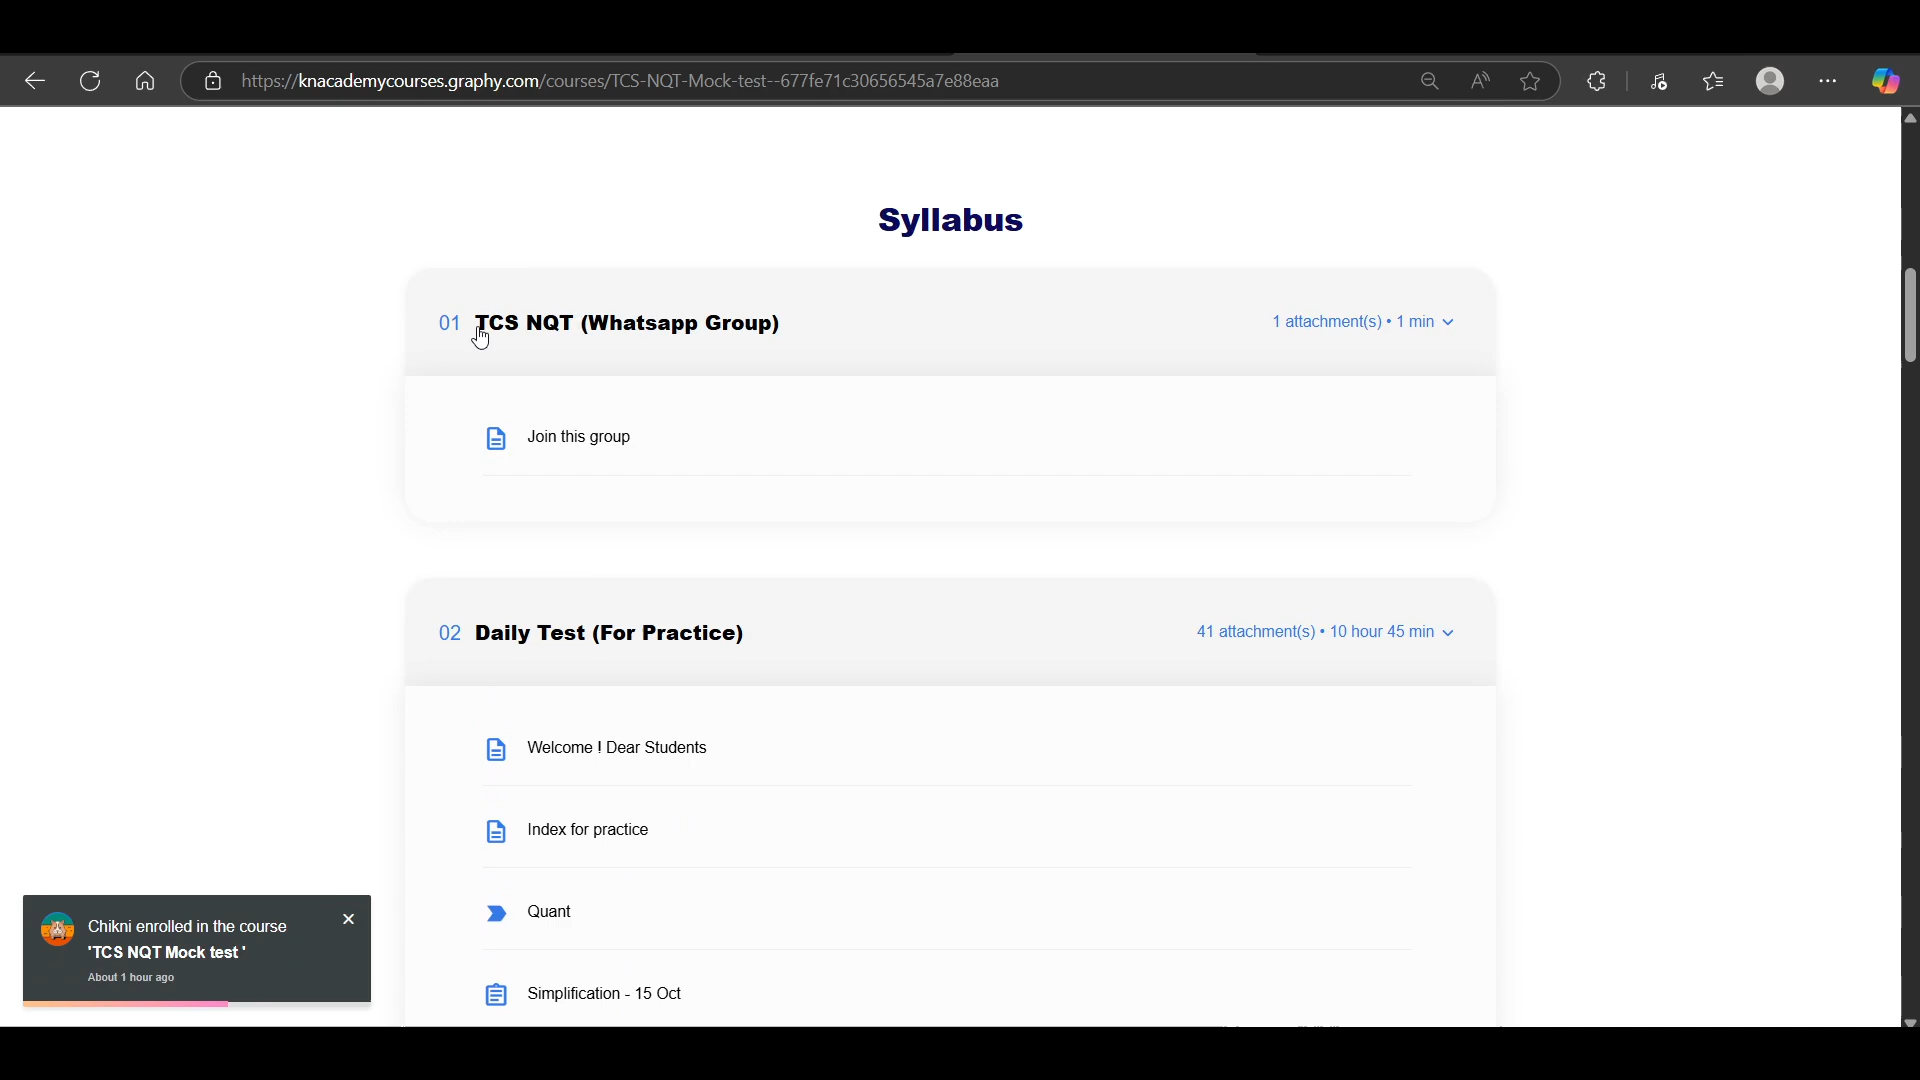 https://knacademycourses.graphy.com/courses/TCS-NQT-Mock-test--677fe71c30656545a7e88eaa
Syllabus
01 TCS NQT (Whatsapp Group)
1 attachment(s) • 1 min
Join this group
02 Daily Test (For Practice)
41 attachment(s) • 10 hour 45 min
Welcome ! Dear Students
Index for practice
Quant
Simplification - 15 Oct
Chikni enrolled in the course
'TCS NQT Mock test '
About 1 hour ago